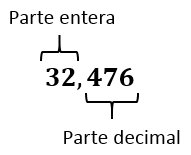 Parte entera
32,476
Parte decimal